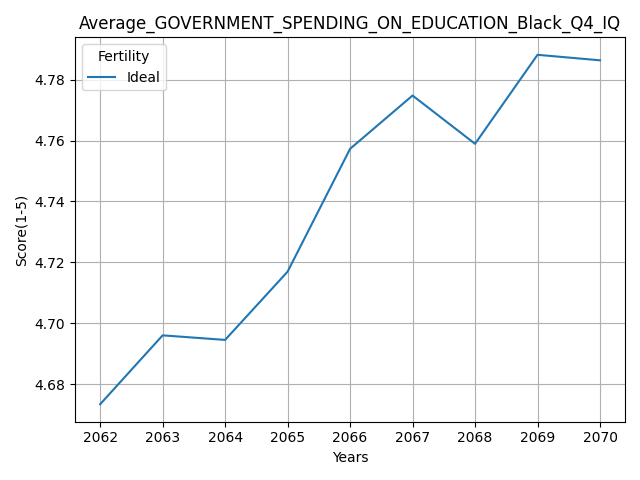 Average_GOVERNMENT_SPENDING_ON_EDUCATION_Black_Q4_IQ
Fertility
Ideal
Score(1-5)
4.78
4.76
4.74
4.72
4.70
4.68
2062 2063 2064 2065 2066 2067 2068 2069 2070
Years